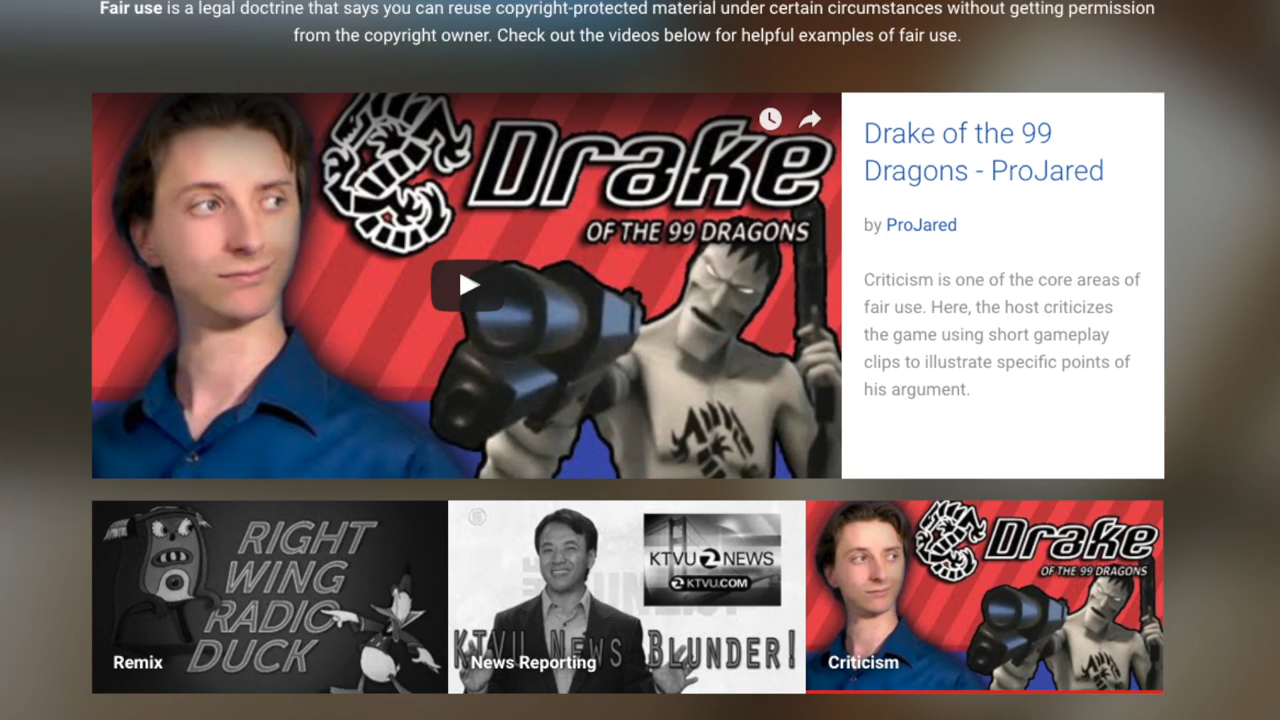 Fair use is a legal doctrine that says you can reuse copyright-protected material under certain circumstances without getting permission
from the copyright owner. Check out the videos below for helpful examples of fair use.
Drake
OF THE 99 DRAGONS
Drake of the 99
Dragons - ProJared
by ProJared
Criticism is one of the core areas of
fair use. Here, the host criticizes
the game using short gameplay
clips to illustrate specific points of
his argument.
RIGHT
WING
RADIO
DUCK
Remix
KTVU 2 NEWS
2 KTVU.COM
KTVU News Blunder!
News Reporting
Drake
OF THE 99 DRAGONS
Criticism